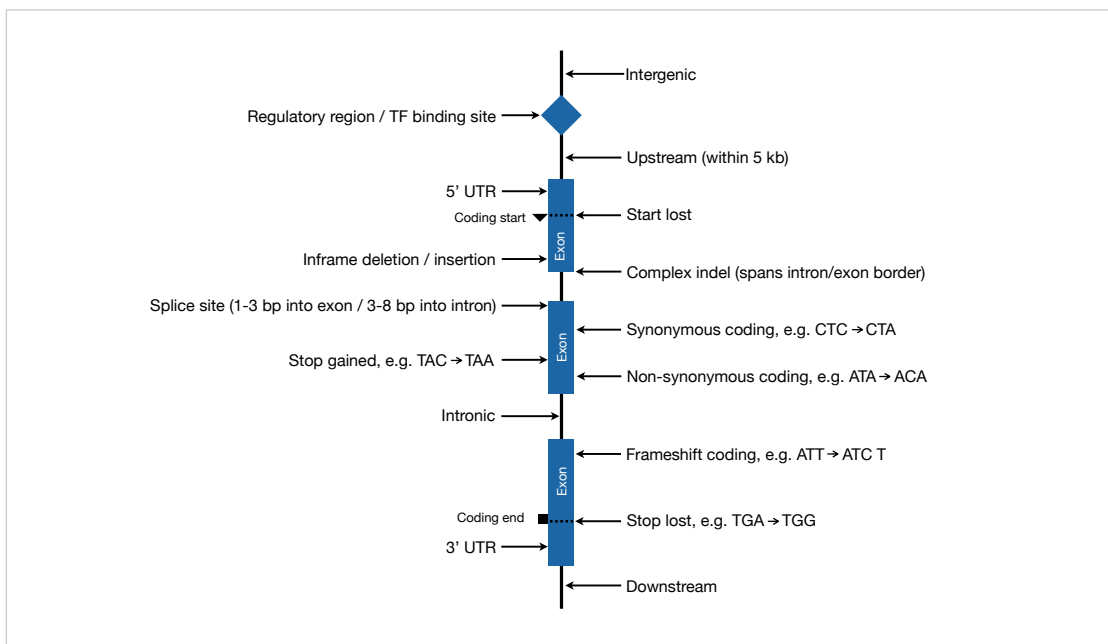 Intergenic
Regulatory region / TF binding site
Upstream (within 5 kb)
5’ UTR
Coding start
Start lost
Exon
Inframe deletion / insertion
Complex indel (spans intron/exon border)
Splice site (1-3 bp into exon / 3-8 bp into intron)
Synonymous coding, e.g. CTC → CTA
Exon
Stop gained, e.g. TAC → TAA
Non-synonymous coding, e.g. ATA → ACA
Intronic
Frameshift coding, e.g. ATT → ATC T
Exon
Coding end
Stop lost, e.g. TGA → TGG
3’ UTR
Downstream